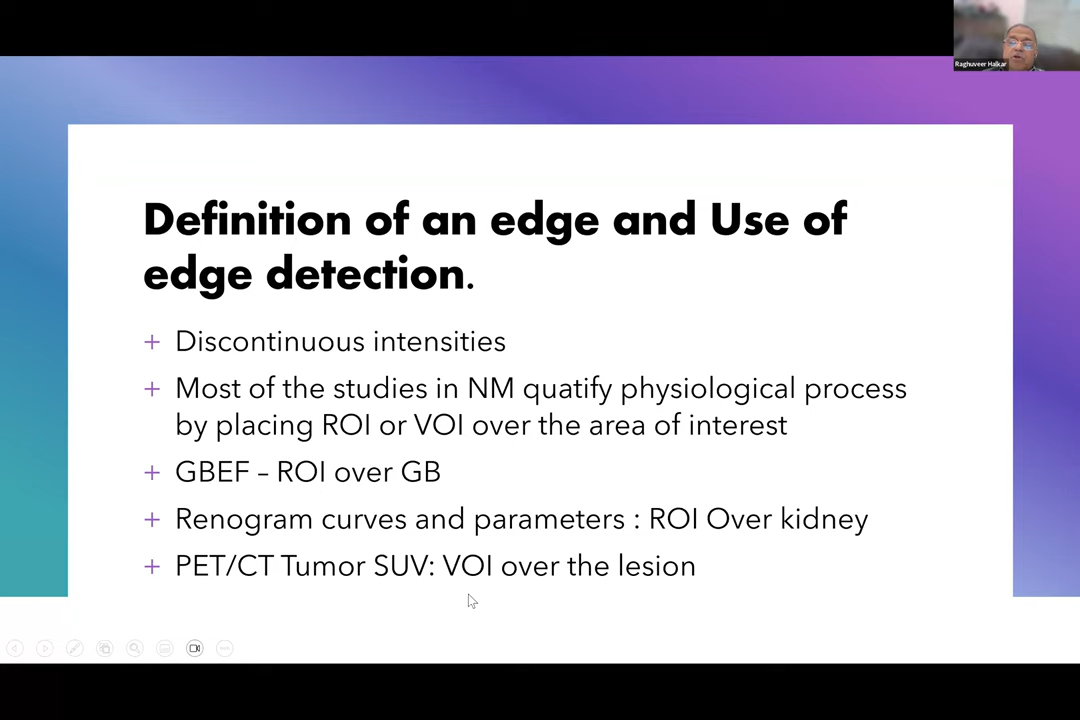 Raghuveer Halkar
Definition of an edge and Use of
edge detection.
+ Discontinuous intensities
+ Most of the studies in NM quatify physiological process
by placing ROI or VOI over the area of interest
+ GBEF – ROI over GB
+ Renogram curves and parameters : ROI Over kidney
+ PET/CT Tumor SUV: VOI over the lesion